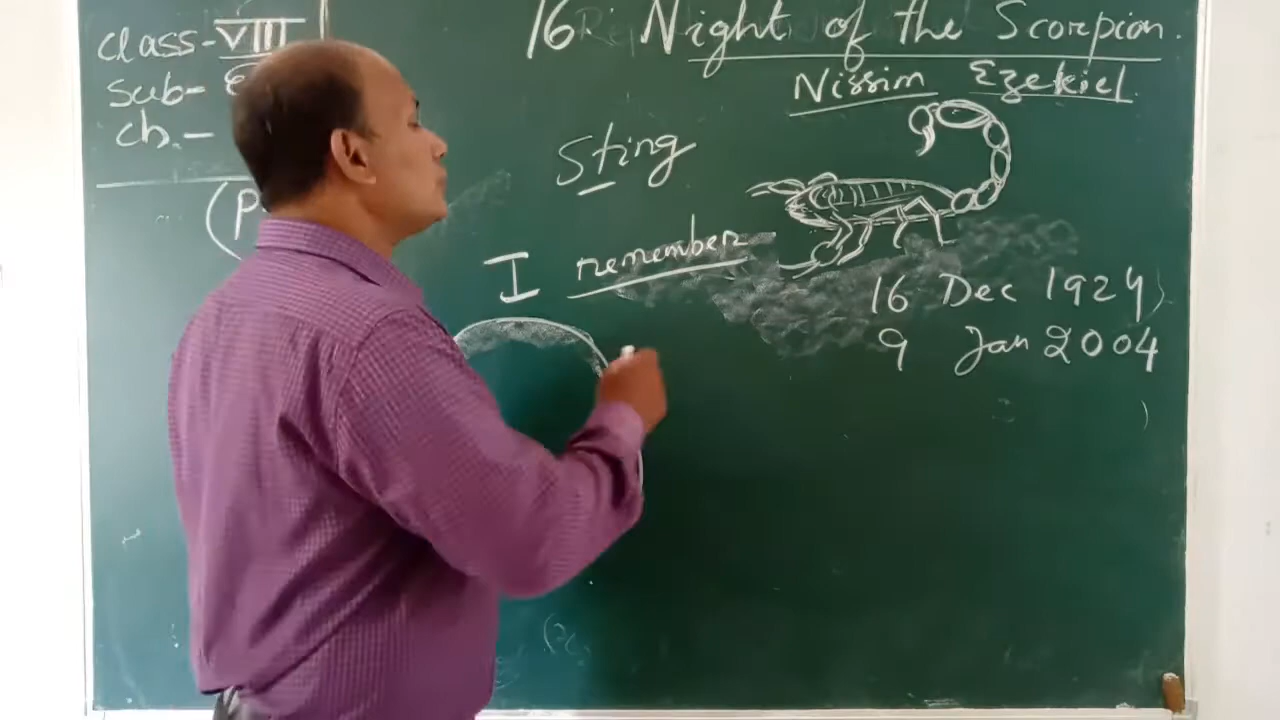 Class-VIII
Sub-
Ch.-
16 Night of the Scorpion.
Nissim Ezekiel.
Sting
I remember
16 Dec 1924
9 Jan 2004